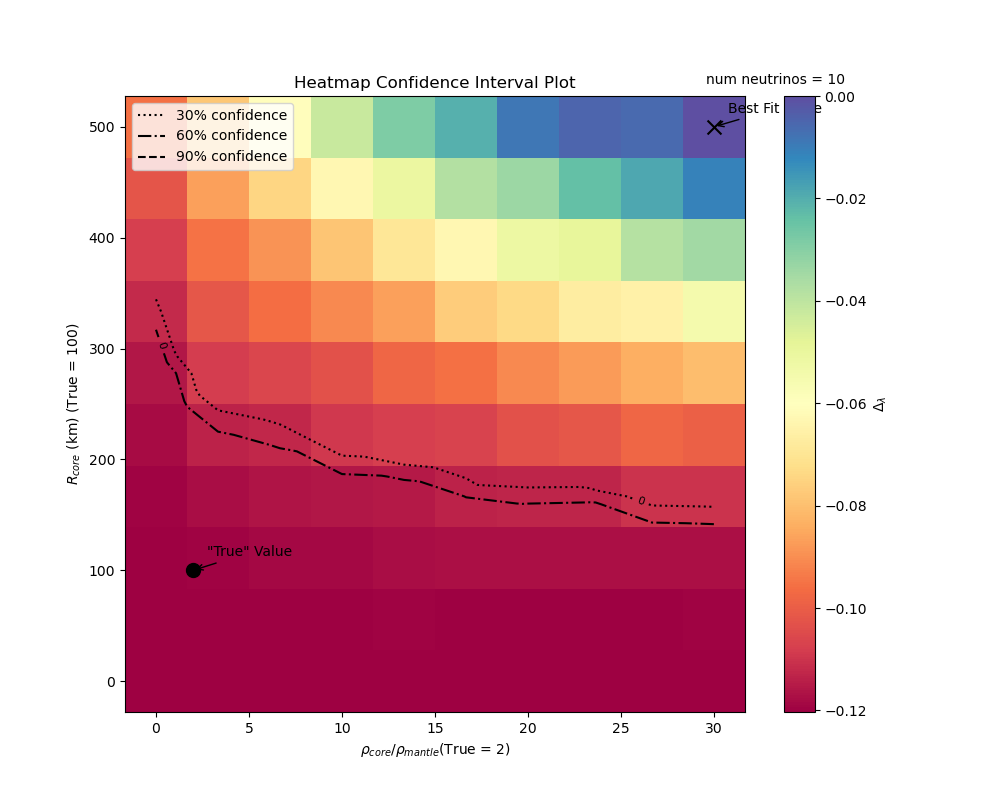 Heatmap Confidence Interval Plot
num neutrinos = 10
Best Fit
30% confidence
60% confidence
90% confidence
"True" Value
0
0
R_core (km) (True = 100)
500
400
300
200
100
0
0
5
10
15
20
25
30
ρ_core/ρ_mantle(True = 2)
0.00
−0.02
−0.04
−0.06
−0.08
−0.10
−0.12
Δ_λ